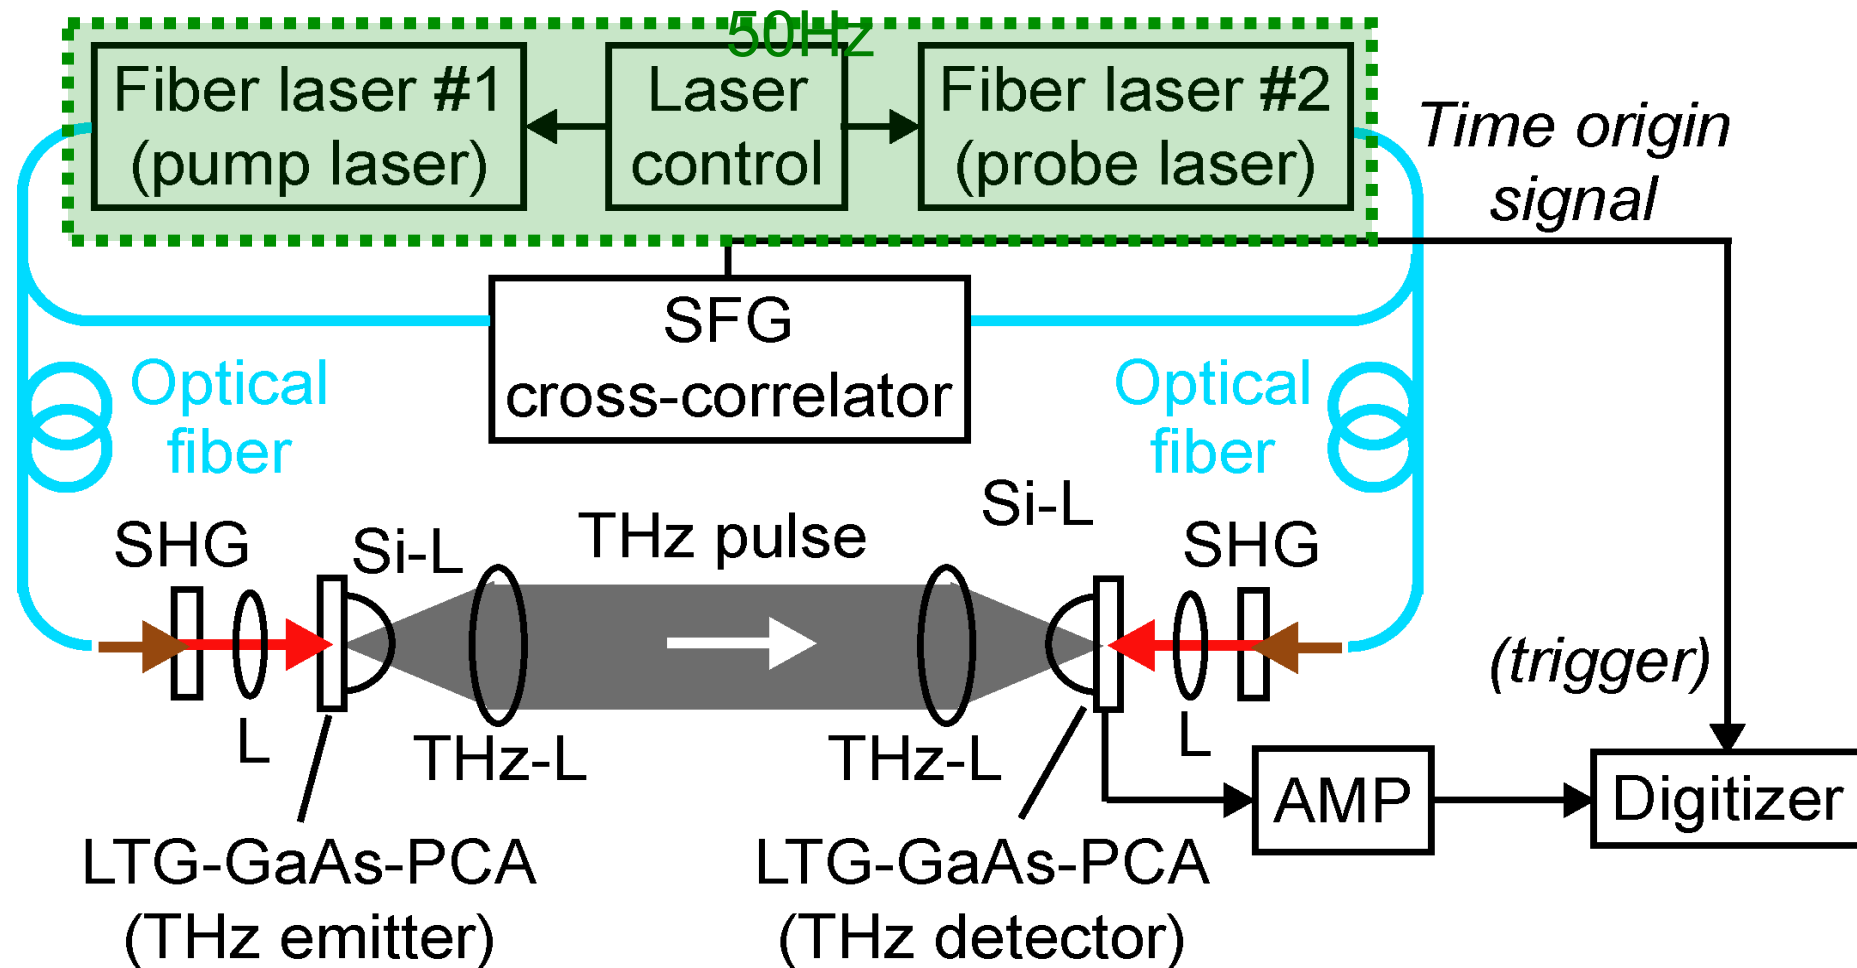 50Hz
Fiber laser #1
(pump laser)
Laser
control
Fiber laser #2
(probe laser)
Time origin
signal
SFG
cross-correlator
Optical
fiber
Optical
fiber
SHG
Si-L
THz pulse
Si-L
SHG
L
THz-L
THz-L
L
(trigger)
AMP
Digitizer
LTG-GaAs-PCA
(THz emitter)
LTG-GaAs-PCA
(THz detector)